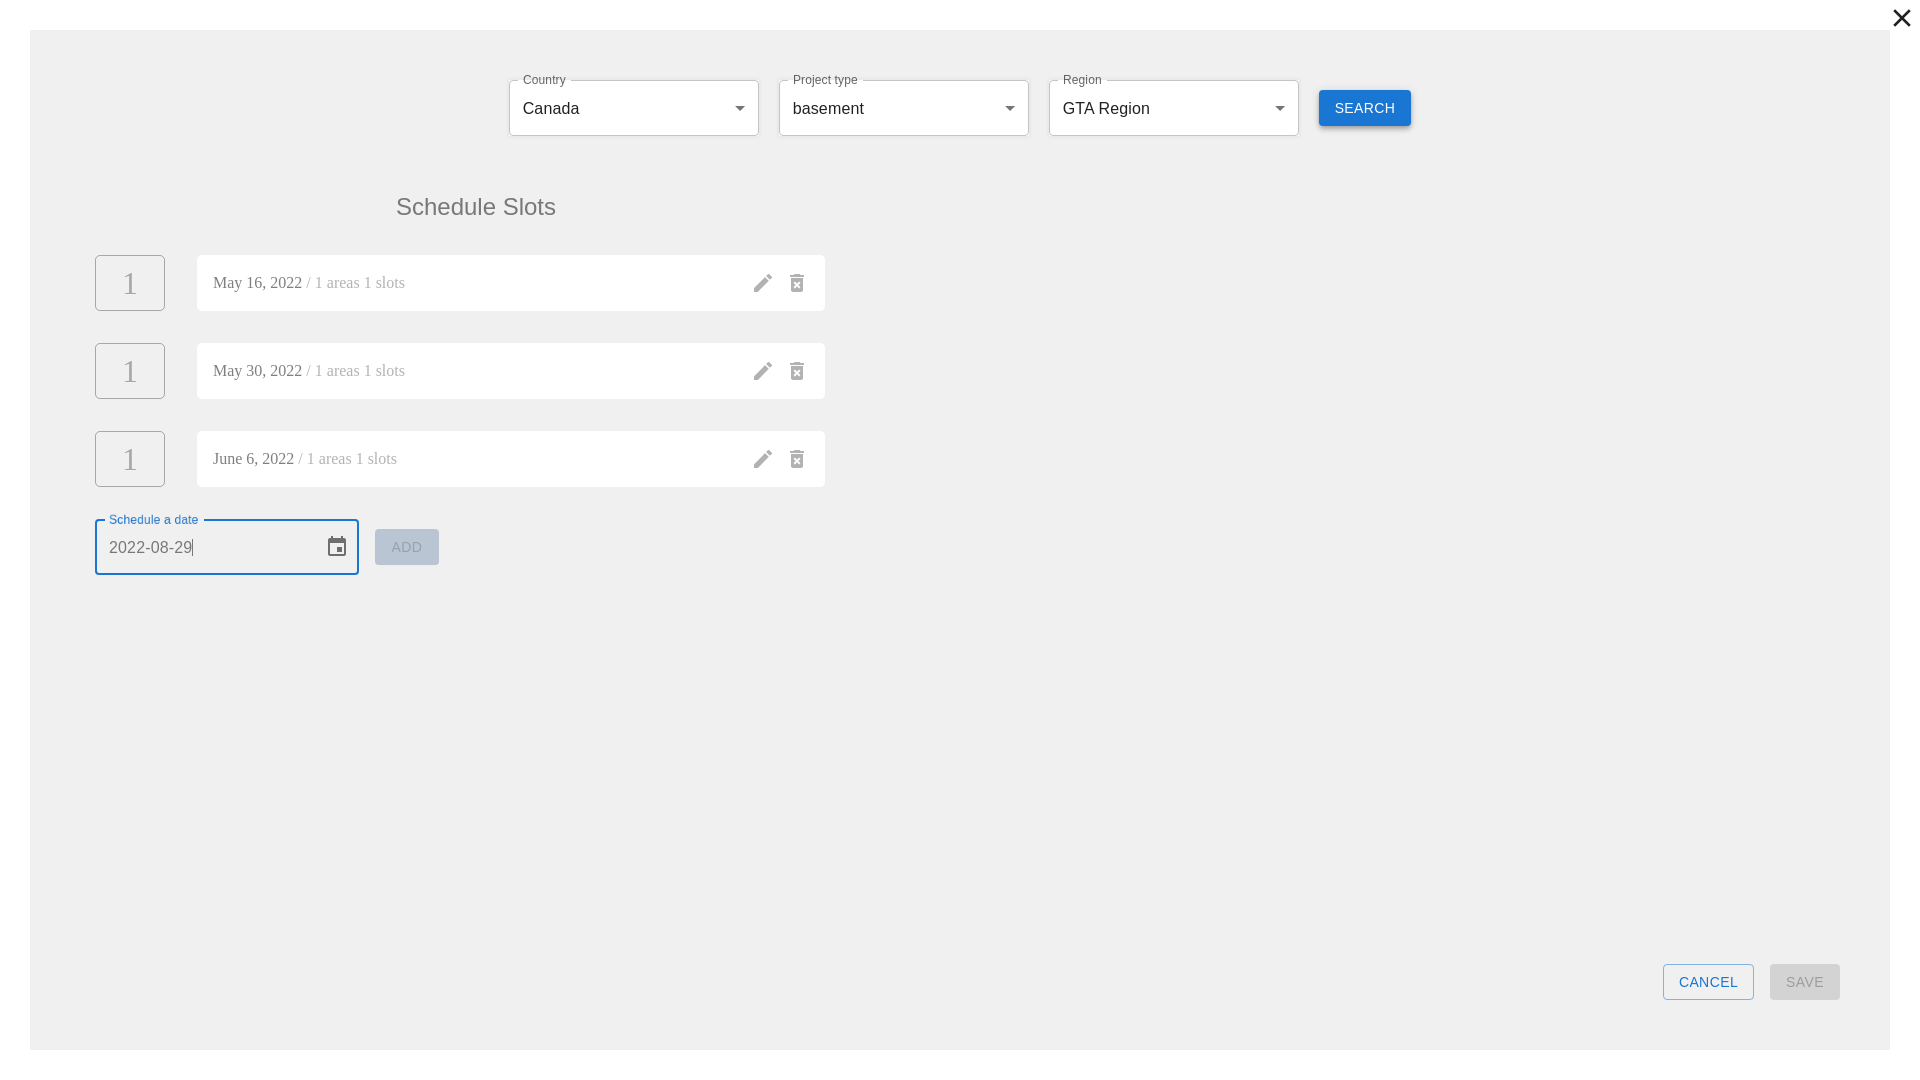 Country
Canada
Project type
basement
Region
GTA Region
SEARCH
Schedule Slots
1
May 16, 2022 / 1 areas 1 slots
1
May 30, 2022 / 1 areas 1 slots
1
June 6, 2022 / 1 areas 1 slots
Schedule a date
2022-08-29
ADD
CANCEL
SAVE